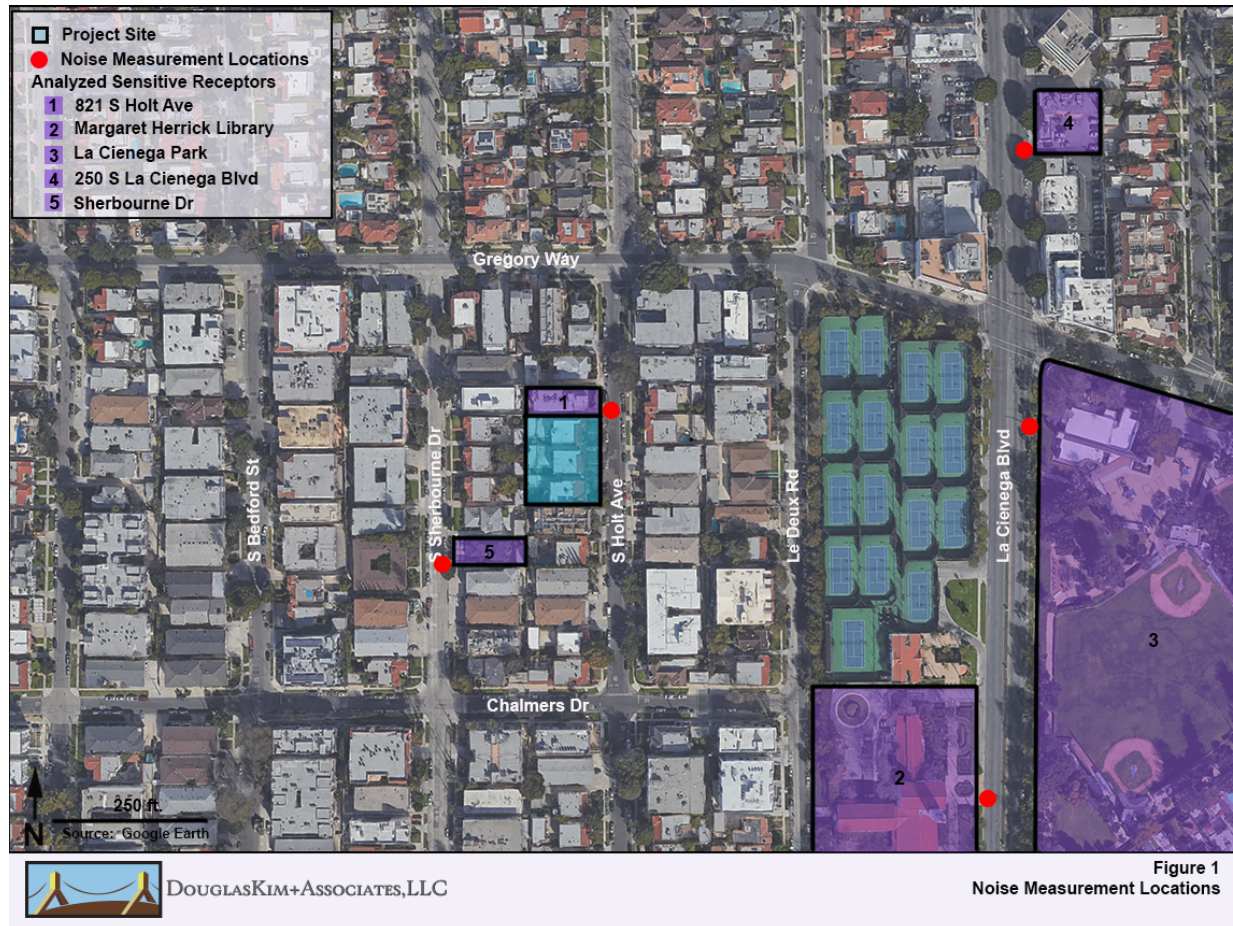 Project Site
Noise Measurement Locations
Analyzed Sensitive Receptors
1 821 S Holt Ave
2 Margaret Herrick Library
3 La Cienega Park
4 250 S La Cienega Blvd
5 Sherbourne Dr
4
Gregory Way
1
S Bedford St
S Sherbourne Dr
S Holt Ave
Le Deux Rd
La Cienega Blvd
5
3
Chalmers Dr
2
250 ft.
N
Source: Google Earth
DouglasKim+Associates,LLC
Figure 1
Noise Measurement Locations